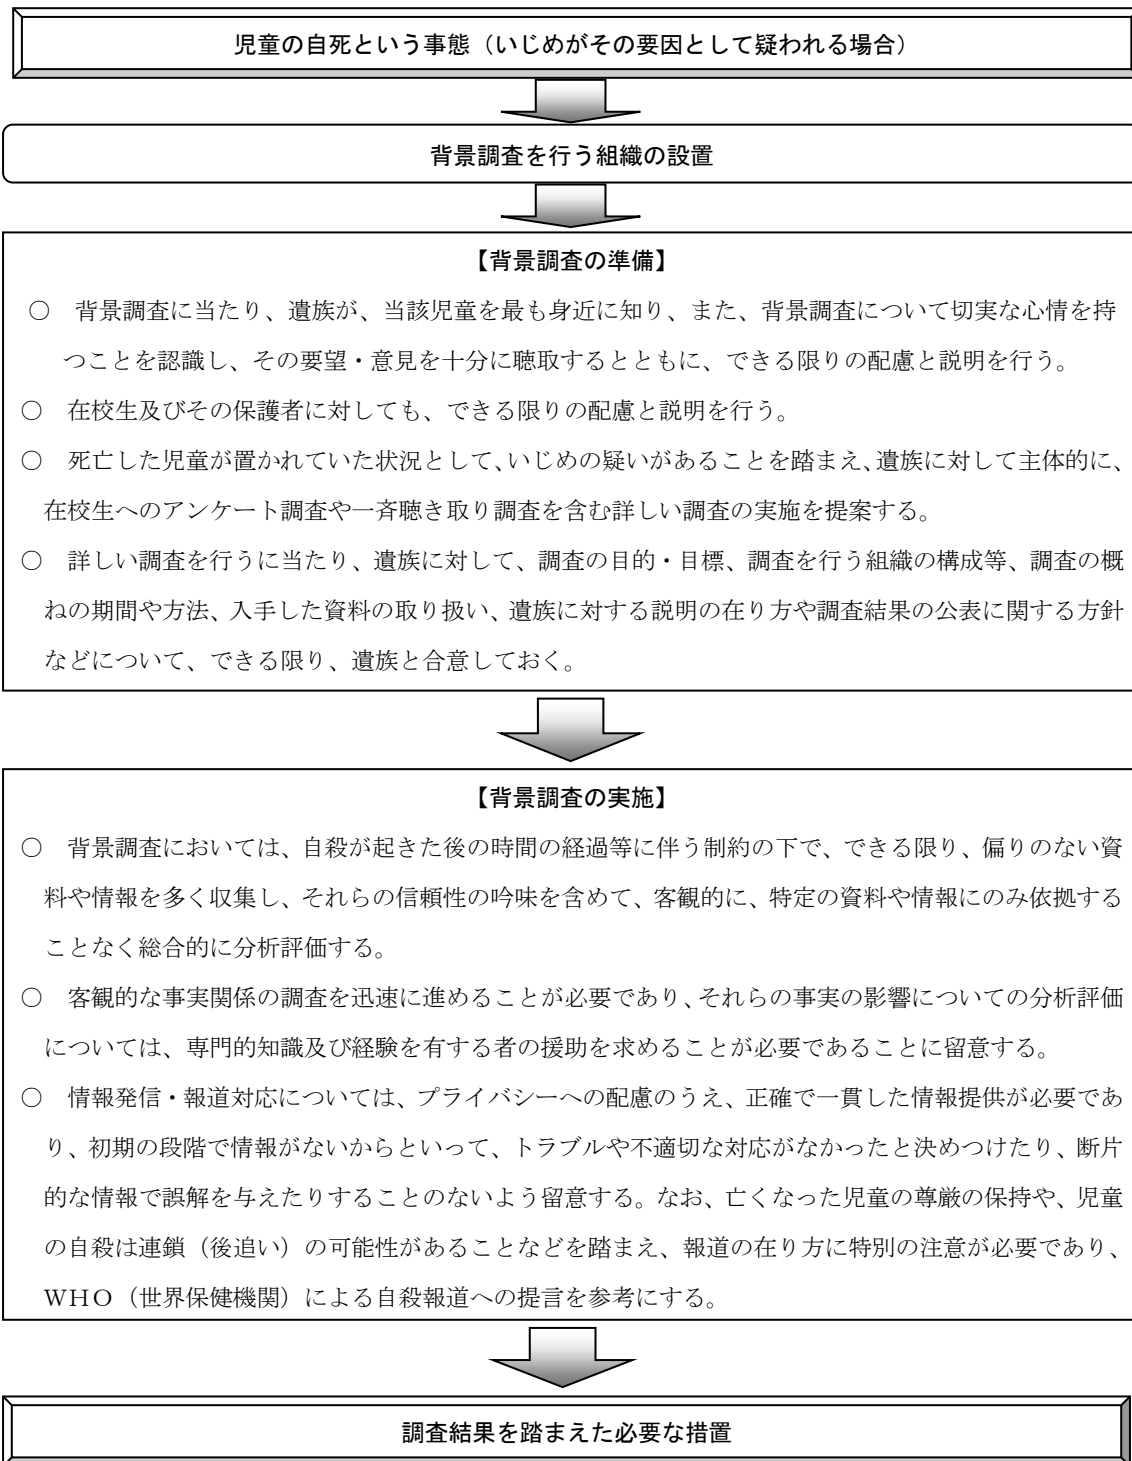 児童の自死という事態（いじめがその要因として疑われる場合）
背景調査を行う組織の設置
【背景調査の準備】
○　背景調査に当たり、遺族が、当該児童を最も身近に知り、また、背景調査について切実な心情を持
つことを認識し、その要望・意見を十分に聴取するとともに、できる限りの配慮と説明を行う。
○　在校生及びその保護者に対しても、できる限りの配慮と説明を行う。
○　死亡した児童が置かれていた状況として、いじめの疑いがあることを踏まえ、遺族に対して主体的に、
在校生へのアンケート調査や一斉聴き取り調査を含む詳しい調査の実施を提案する。
○　詳しい調査を行うに当たり、遺族に対して、調査の目的・目標、調査を行う組織の構成等、調査の概
ねの期間や方法、入手した資料の取り扱い、遺族に対する説明の在り方や調査結果の公表に関する方針
などについて、できる限り、遺族と合意しておく。
【背景調査の実施】
○　背景調査においては、自殺が起きた後の時間の経過等に伴う制約の下で、できる限り、偏りのない資
料や情報を多く収集し、それらの信頼性の吟味を含めて、客観的に、特定の資料や情報にのみ依拠する
ことなく総合的に分析評価する。
○　客観的な事実関係の調査を迅速に進めることが必要であり、それらの事実の影響についての分析評価
については、専門的知識及び経験を有する者の援助を求めることが必要であることに留意する。
○　情報発信・報道対応については、プライバシーへの配慮のうえ、正確で一貫した情報提供が必要であ
り、初期の段階で情報がないからといって、トラブルや不適切な対応がなかったと決めつけたり、断片
的な情報で誤解を与えたりすることのないよう留意する。なお、亡くなった児童の尊厳の保持や、児童
の自殺は連鎖（後追い）の可能性があることなどを踏まえ、報道の在り方に特別の注意が必要であり、
ＷＨＯ（世界保健機関）による自殺報道への提言を参考にする。
調査結果を踏まえた必要な措置